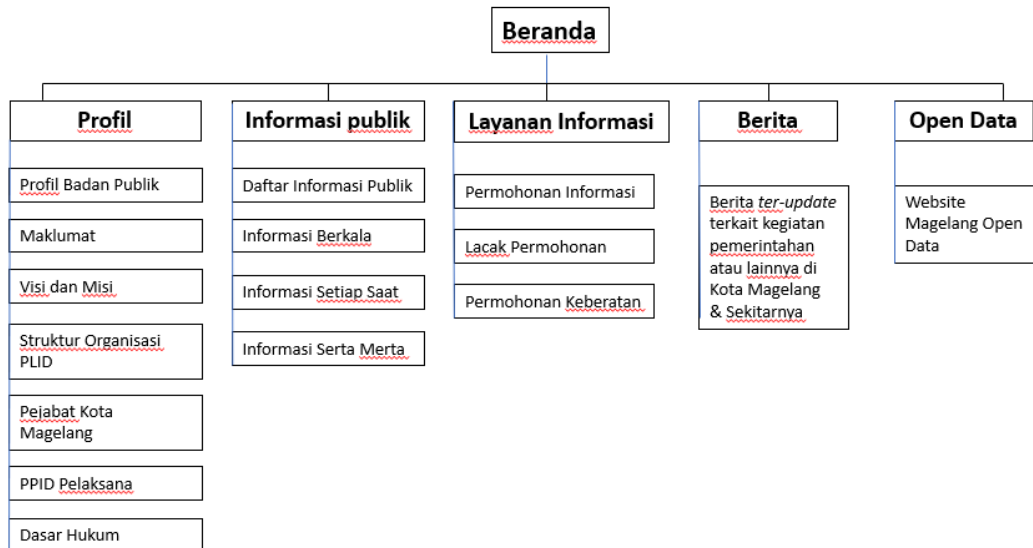 Beranda
Profil
Profil Badan Publik
Maklumat
Visi dan Misi
Struktur Organisasi
PLID
Pejabat Kota
Magelang
PPID Pelaksana
Dasar Hukum
Informasi publik
Daftar Informasi Publik
Informasi Berkala
Informasi Setiap Saat
Informasi Serta Merta
Layanan Informasi
Permohonan Informasi
Lacak Permohonan
Permohonan Keberatan
Berita
Berita ter-update
terkait kegiatan
pemerintahan
atau lainnya di
Kota Magelang
& Sekitarnya
Open Data
Website
Magelang Open
Data